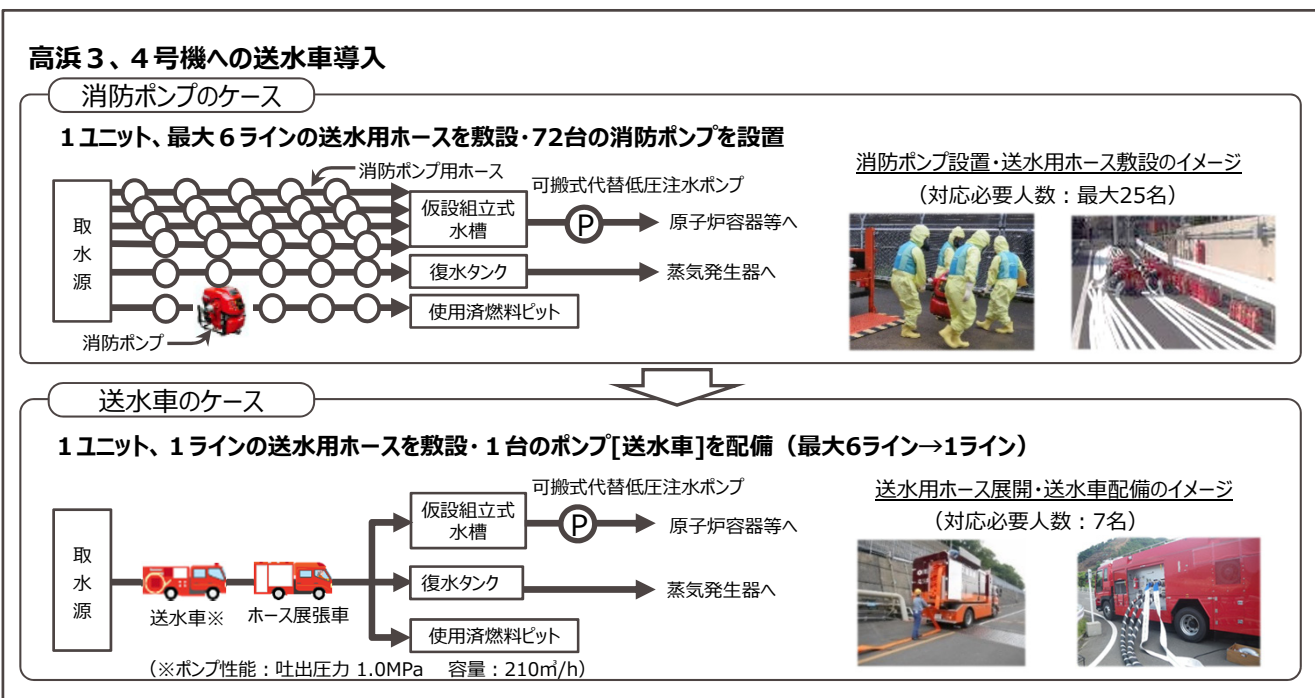 高浜３、４号機への送水車導入
消防ポンプのケース
１ユニット、最大６ラインの送水用ホースを敷設・72台の消防ポンプを設置
消防ポンプ用ホース
取水源
仮設組立式
水槽
可搬式代替低圧注水ポンプ
P
原子炉容器等へ
復水タンク
蒸気発生器へ
使用済燃料ピット
消防ポンプ
消防ポンプ設置・送水用ホース敷設のイメージ
（対応必要人数：最大25名）
送水車のケース
１ユニット、１ラインの送水用ホースを敷設・１台のポンプ[送水車]を配備（最大6ライン→1ライン）
取水源
送水車※
ホース展張車
仮設組立式
水槽
可搬式代替低圧注水ポンプ
P
原子炉容器等へ
復水タンク
蒸気発生器へ
使用済燃料ピット
（※ポンプ性能：吐出圧力 1.0MPa　容量：210㎥/h）
送水用ホース展開・送水車配備のイメージ
（対応必要人数：7名）